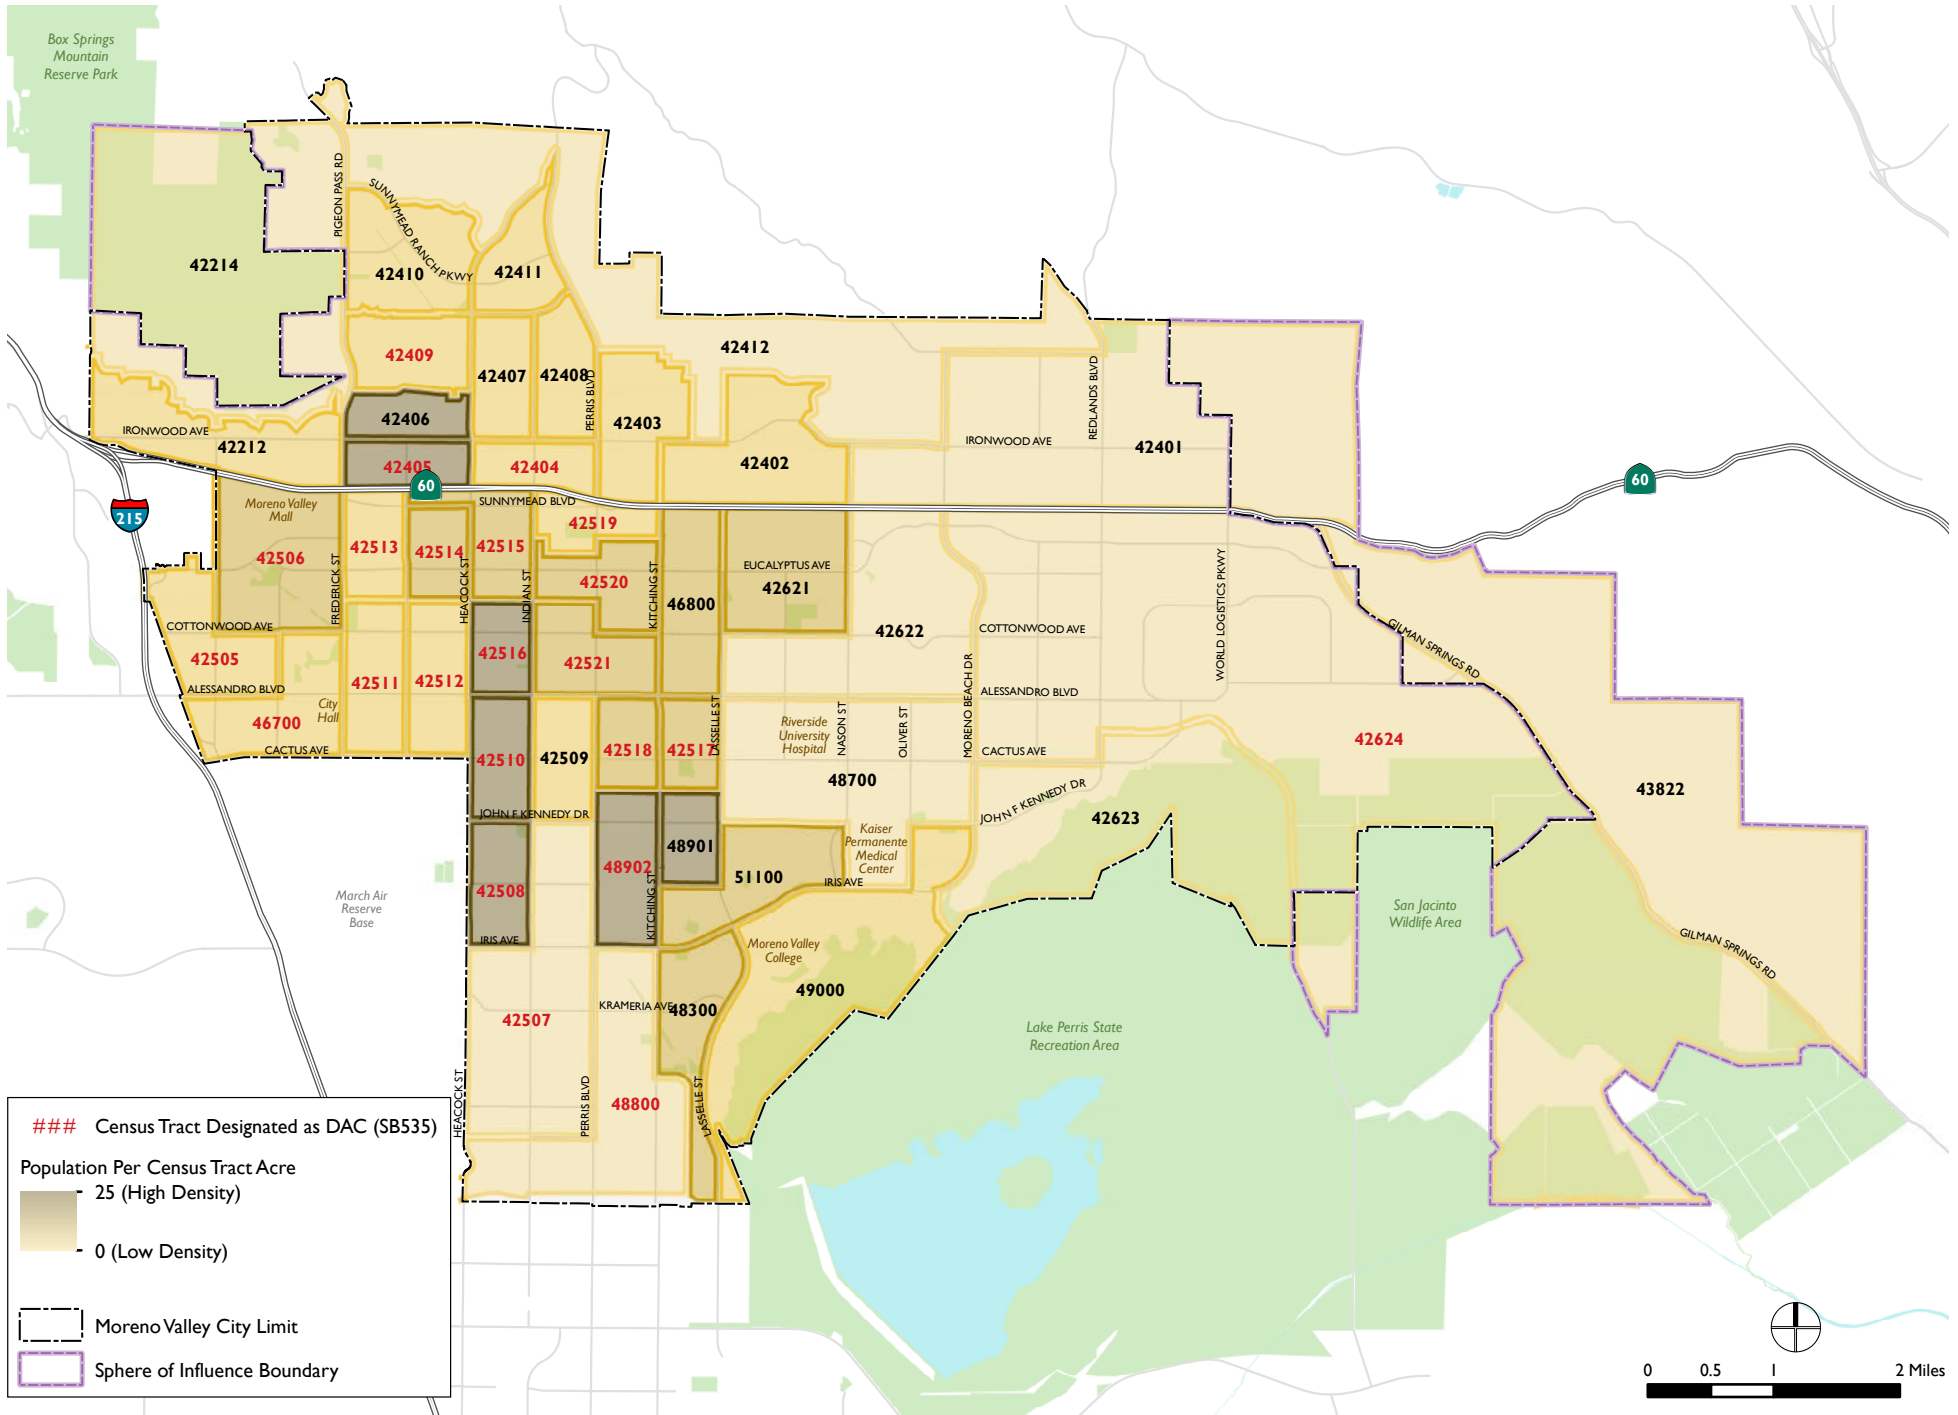 Box Springs
Mountain
Reserve Park
PIGEON PASS RD
SUNNYMEAD RANCH PKWY
42214
42410
42411
42409
42407
42408
42412
PERRIS BLVD
REDLANDS BLVD
42406
42403
IRONWOOD AVE
42212
IRONWOOD AVE
42401
42405
42404
42402
60
60
215
Moreno Valley
Mall
SUNNYMEAD BLVD
42519
42506
FREDERICK ST
42513
42514
HEACOCK ST
42515
INDIAN ST
42520
KITCHING ST
46800
EUCALYPTUS AVE
42621
WORLD LOGISTICS PKWY
COTTONWOOD AVE
42622
COTTONWOOD AVE
GILMAN SPRINGS RD
42505
42516
42521
ALESSANDRO BLVD
42511
42512
MORENO BEACH DR
ALESSANDRO BLVD
City
Hall
46700
CACTUS AVE
42510
42509
42518
42517
LASSELLE ST
Riverside
University
Hospital
NASON ST
OLIVER ST
CACTUS AVE
42624
48700
43822
JOHN F KENNEDY DR
JOHN F KENNEDY DR
42623
48901
Kaiser
Permanente
Medical
Center
42508
48902
KITCHING ST
51100
IRIS AVE
March Air
Reserve
Base
San Jacinto
Wildlife Area
IRIS AVE
Moreno Valley
College
GILMAN SPRINGS RD
49000
42507
KRAMERIA AVE
48300
Lake Perris State
Recreation Area
HEACOCK ST
PERRIS BLVD
48800
LASSELLE ST
### Census Tract Designated as DAC (SB535)
Population Per Census Tract Acre
25 (High Density)
0 (Low Density)
Moreno Valley City Limit
Sphere of Influence Boundary
0 0.5 1 2 Miles